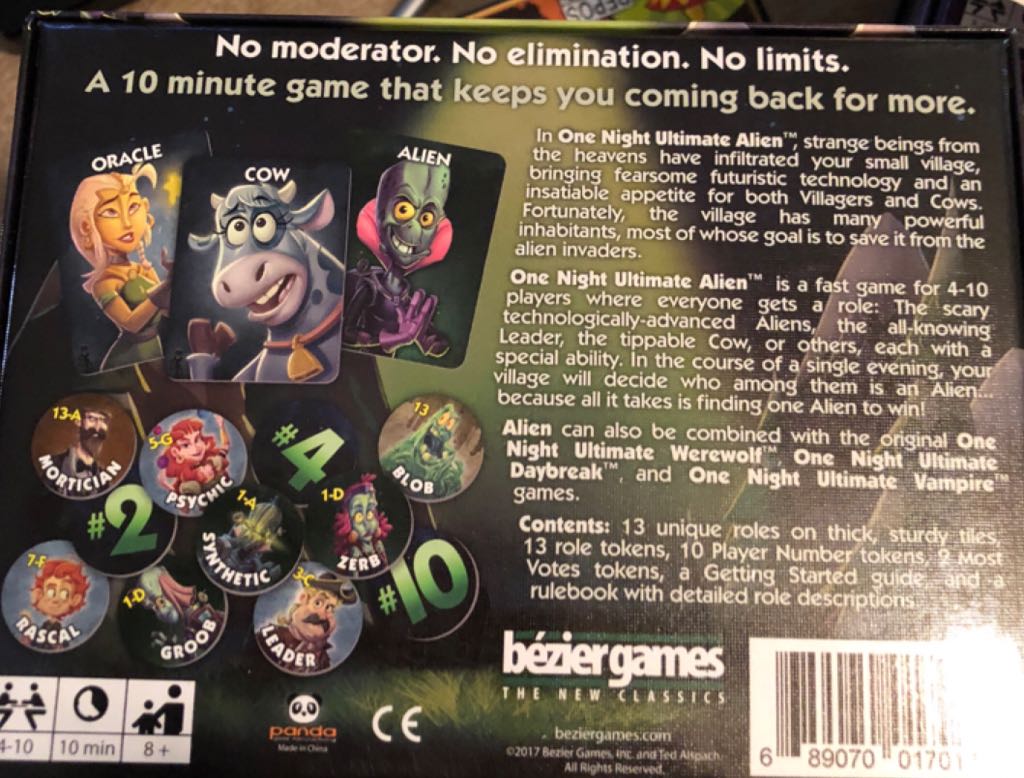 No moderator. No elimination. No limits.
A 10 minute game that keeps you coming back for more.
ORACLE
COW
ALIEN
In One Night Ultimate Alien™, strange beings from
the heavens have infiltrated your small village,
bringing fearsome futuristic technology and an
insatiable appetite for both Villagers and Cows.
Fortunately, the village has many powerful
inhabitants, most of whose goal is to save it from the
alien invaders.
One Night Ultimate Alien™ is a fast game for 4-10
players where everyone gets a role: The scary
technologically-advanced Aliens, the all-knowing
Leader, the tippable Cow, or others, each with a
special ability. In the course of a single evening, your
village will decide who among them is an Alien...
because all it takes is finding one Alien to win!
Alien can also be combined with the original One
Night Ultimate Werewolf™, One Night Ultimate
Daybreak™, and One Night Ultimate Vampire™
games.
Contents: 13 unique roles on thick, sturdy tiles,
13 role tokens, 10 Player Number tokens, 2 Most
Votes tokens, a Getting Started guide, and a
rulebook with detailed role descriptions.
13-A
MORTICIAN
5-G
PSYCHIC
#4
13
BLOB
#2
1-A
SYNTHETIC
1-D
ZERB
#10
7-F
RASCAL
1-D
GROOB
3-C
LEADER
béziergames
THE NEW CLASSICS
beziergames.com
©2017 Bezier Games, Inc. and Ted Alspach.
All Rights Reserved.
4-10
10 min
8 +
panda
Made in China
CE
6 89070 01701